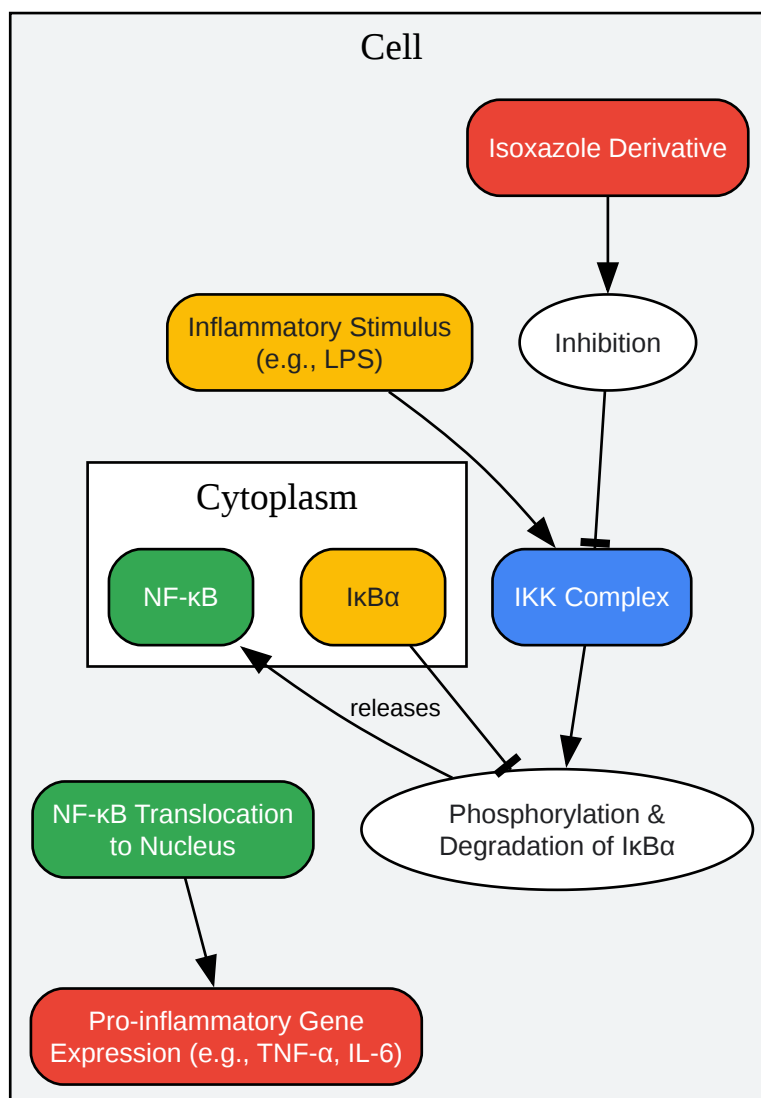 Cell
Isoxazole Derivative
Inflammatory Stimulus
(e.g., LPS)
Inhibition
Cytoplasm
NF-κB
IκBα
IKK Complex
releases
NF-κB Translocation
to Nucleus
Phosphorylation &
Degradation of IκBα
Pro-inflammatory Gene
Expression (e.g., TNF-α, IL-6)